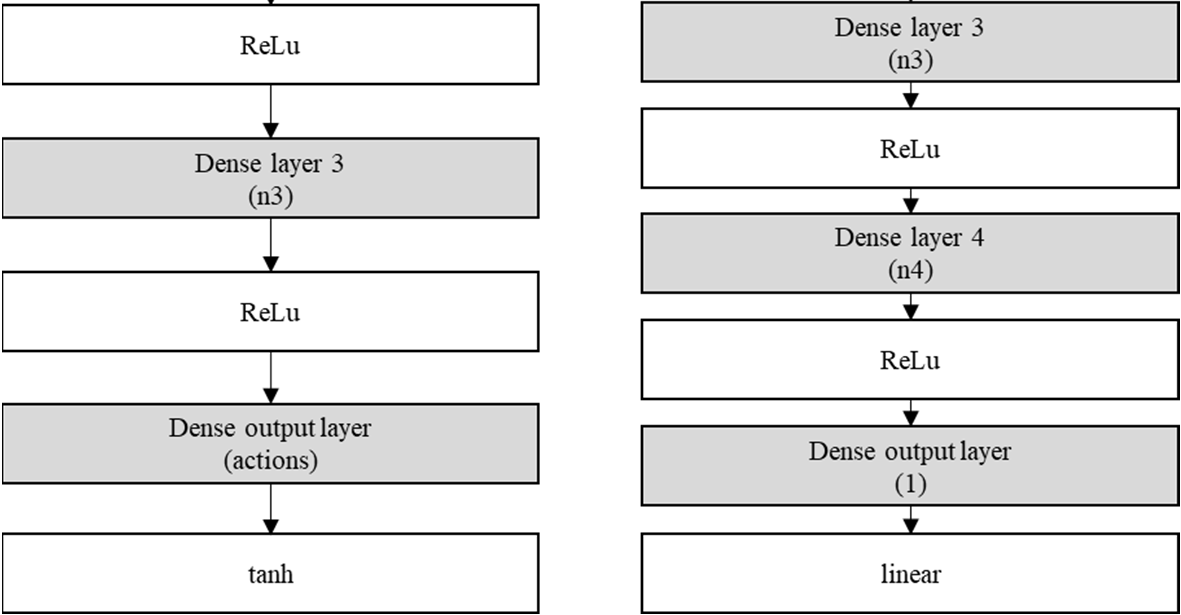 ReLu
Dense layer 3
(n3)
ReLu
Dense output layer
(actions)
tanh
Dense layer 3
(n3)
ReLu
Dense layer 4
(n4)
ReLu
Dense output layer
(1)
linear